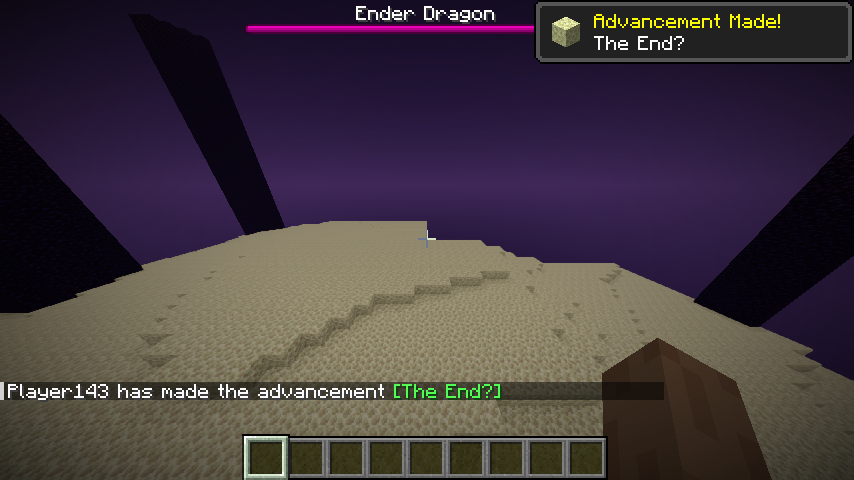 Ender Dragon
Advancement Made!
The End?
Player143 has made the advancement [The End?]